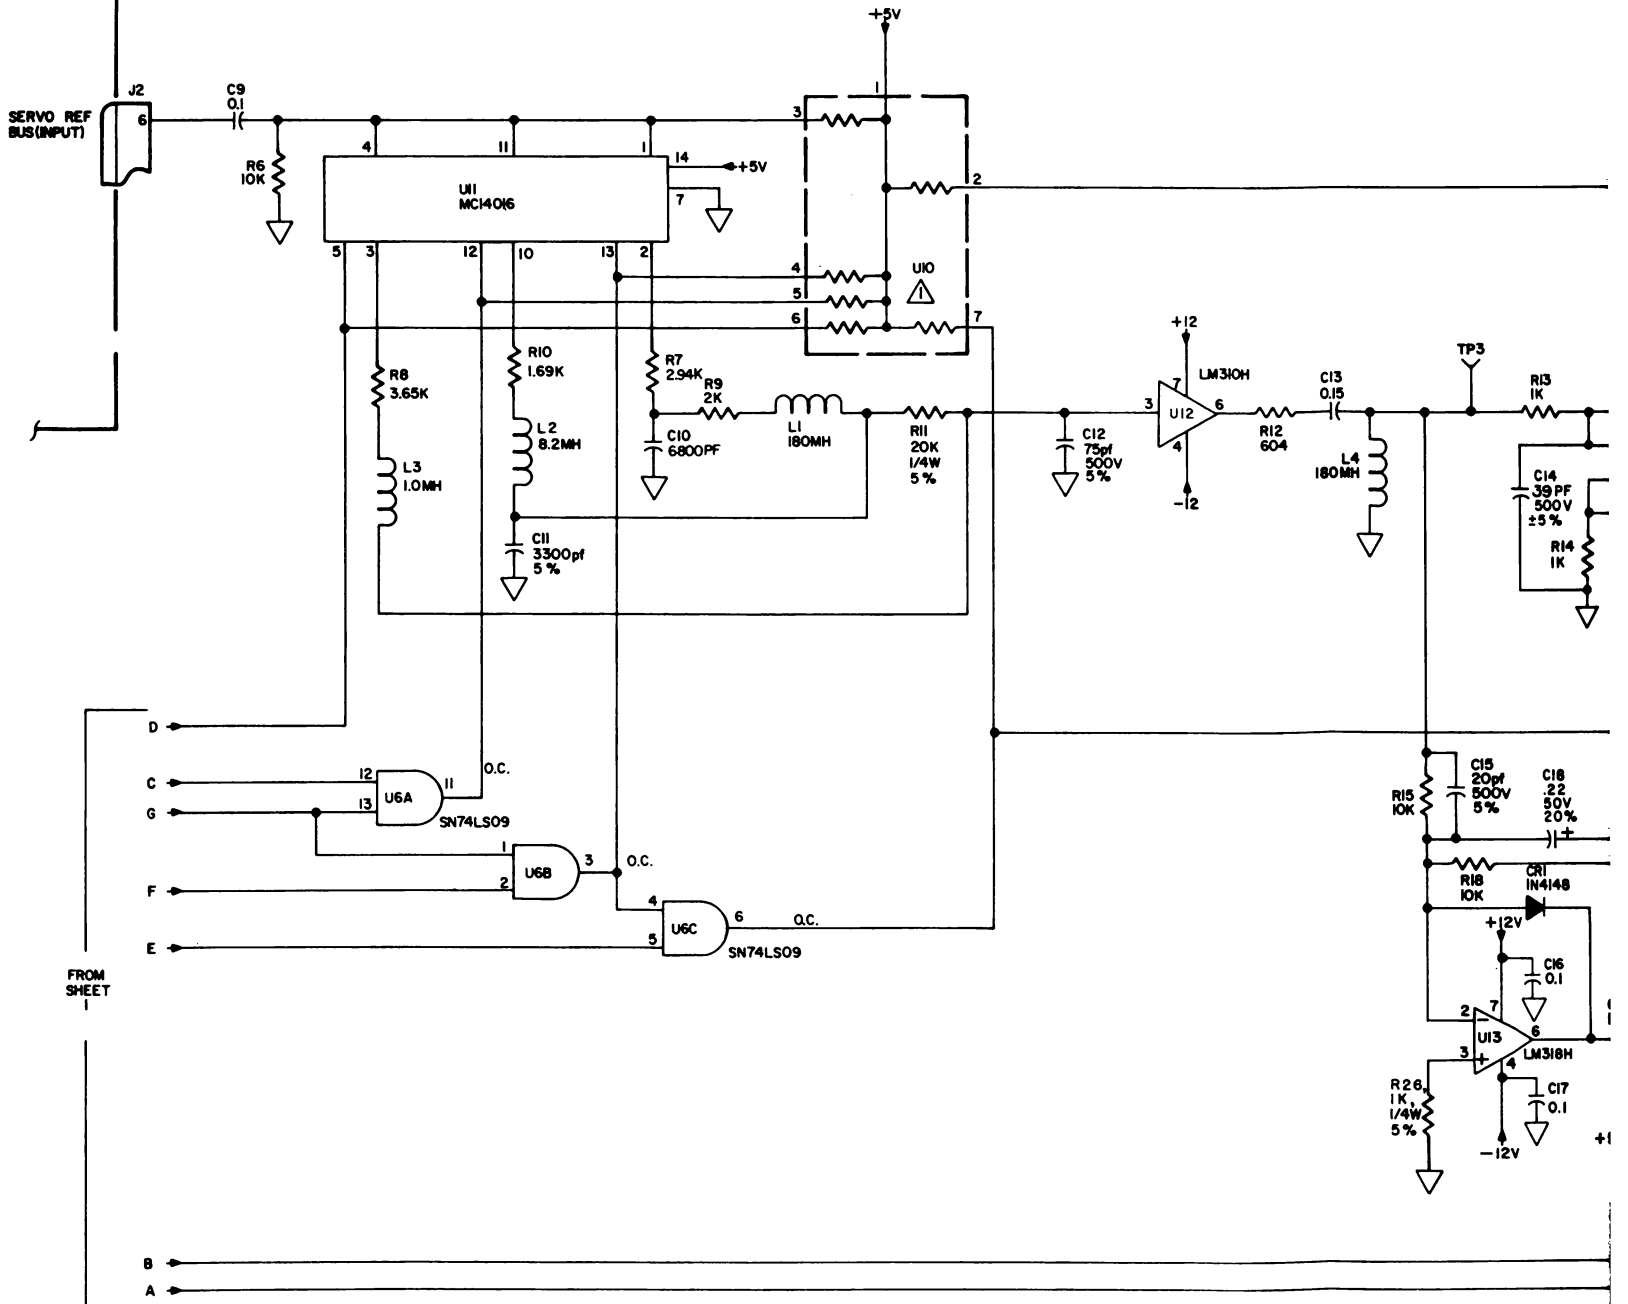 +5V
J2
SERVO REF
BUS(INPUT)
6
C9
0.1
R6
10K
4
11
1
14
+5V
7
U11
MC14016
5
3
12
10
13
2
1
3
2
4
5
6
7
U10
1
R8
3.65K
R10
1.69K
R7
2.94K
R9
2K
L1
180MH
L2
8.2MH
L3
1.0MH
C10
6800PF
C11
3300pf
5%
R11
20K
1/4W
5%
C12
75pf
500V
5%
+12
LM310H
3
7
U12
6
4
-12
R12
604
C13
0.15
L4
180MH
TP3
R13
1K
C14
39PF
500V
±5%
R14
1K
D
C
12
11
O.C.
G
13
U6A
SN74LS09
1
U6B
3
O.C.
F
2
4
U6C
6
O.C.
E
5
SN74LS09
FROM
SHEET
1
R15
10K
C15
20pf
500V
5%
C18
.22
50V
20%
+
R18
10K
CR1
1N4148
+12V
C16
0.1
2
-
7
U13
6
3
+
4
LM318H
R26,
1K,
1/4W
5%
C17
0.1
-12V
B
A